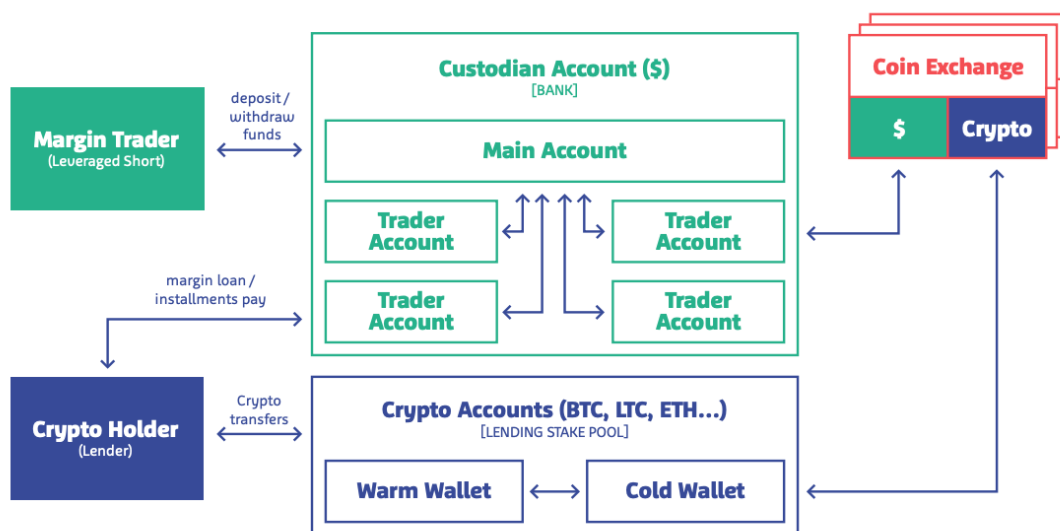 Custodian Account ($)
[BANK]
Coin Exchange
$
Crypto
Margin Trader
(Leveraged Short)
deposit /
withdraw
funds
Main Account
Trader
Account
Trader
Account
Trader
Account
Trader
Account
margin loan /
installments pay
Crypto Holder
(Lender)
Crypto
transfers
Crypto Accounts (BTC, LTC, ETH...)
[LENDING STAKE POOL]
Warm Wallet
Cold Wallet